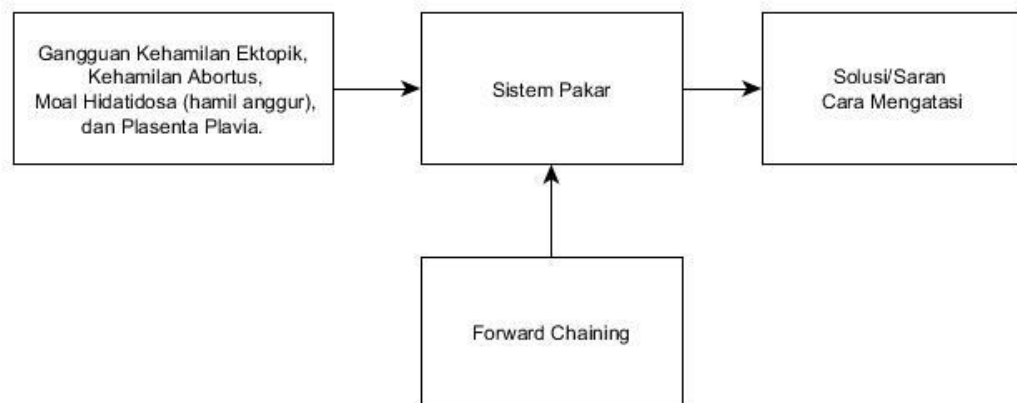 Gangguan Kehamilan Ektopik,
Kehamilan Abortus,
Moal Hidatidosa (hamil anggur),
dan Plasenta Plavia.
Sistem Pakar
Solusi/Saran
Cara Mengatasi
Forward Chaining